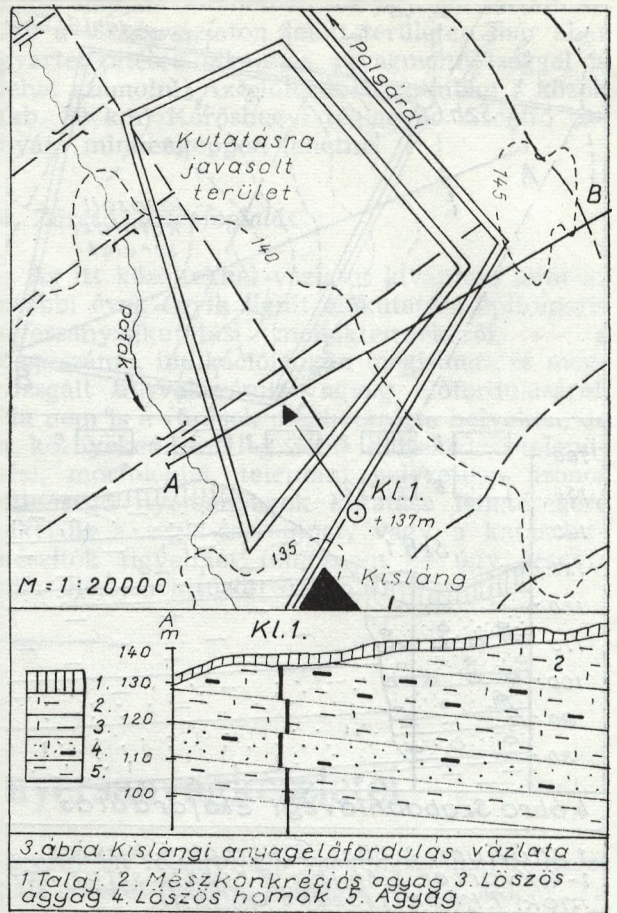 Polgárdi
Kutatásra
javasolt
terület
145
B
140
Patak
A
Kl.1.
t. 137m
135
Kisláng
M=1:20000
A
m
Kl.1.
140
130
120
110
100
2
1.
2.
3.
4.
5.
3.ábra Kislángi anyagelőfordulás vázlata
1.Talaj. 2. Mészkonkréciós agyag 3. Löszös
agyag 4. Löszös homok 5. Agyag